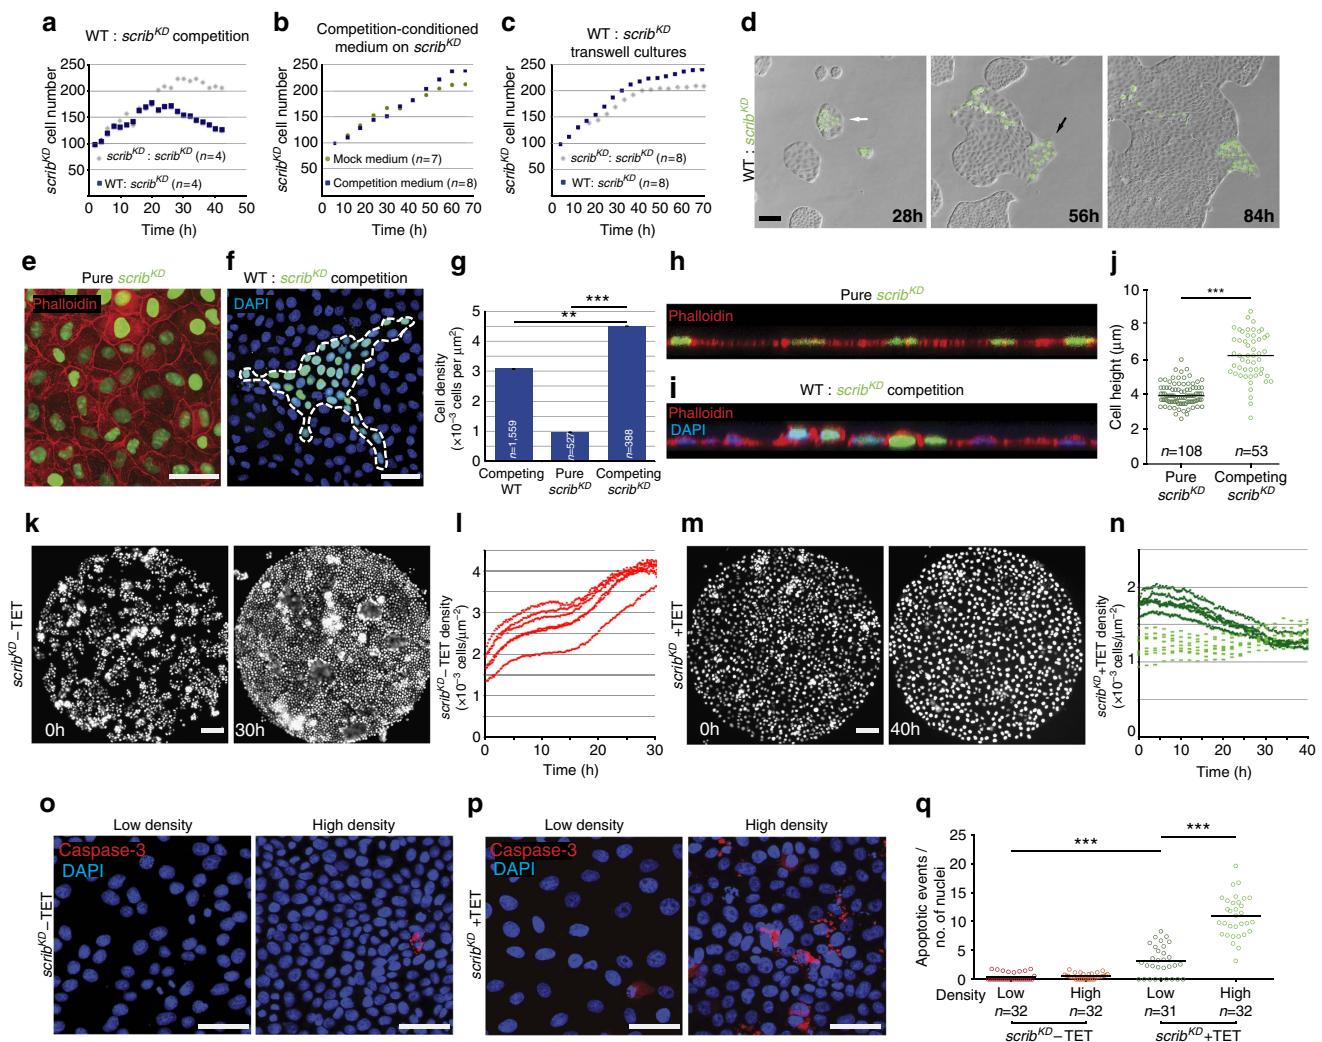 a
WT : scribKD competition
scribKD cell number
250
200
150
100
50
scribKD : scribKD (n=4)
WT: scribKD (n=4)
0 10 20 30 40 50
Time (h)
b
Competition-conditioned
medium on scribKD
scribKD cell number
250
200
150
100
50
Mock medium (n=7)
Competition medium (n=8)
0 10 20 30 40 50 60 70
Time (h)
c
WT : scribKD
transwell cultures
scribKD cell number
250
200
150
100
50
scribKD: scribKD (n=8)
WT: scribKD (n=8)
0 10 20 30 40 50 60 70
Time (h)
d
WT : scribKD
28h
56h
84h
e
Pure scribKD
Phalloidin
f
WT : scribKD competition
DAPI
g
***
**
Cell density
(×10−3 cells per μm2)
5
4
3
2
1
0
n=1,559
n=527
n=388
Competing
WT
Pure
scribKD
Competing
scribKD
h
Pure scribKD
Phalloidin
i
WT : scribKD competition
Phalloidin
DAPI
j
***
Cell height (μm)
10
8
6
4
2
0
n=108
n=53
Pure
scribKD
Competing
scribKD
k
scribKD−TET
0h
30h
l
scribKD−TET density
(×10−3 cells/μm−2)
4
3
2
1
0
0 10 20 30
Time (h)
m
scribKD+TET
0h
40h
n
scribKD+TET density
(×10−3 cells/μm−2)
2
1
0
0 10 20 30 40
Time (h)
o
Low density
High density
scribKD−TET
Caspase-3
DAPI
p
Low density
High density
scribKD+TET
Caspase-3
DAPI
q
***
***
Apoptotic events /
no. of nuclei
25
20
15
10
5
0
Density Low High Low High
n=32 n=32 n=31 n=32
scribKD−TET scribKD+TET